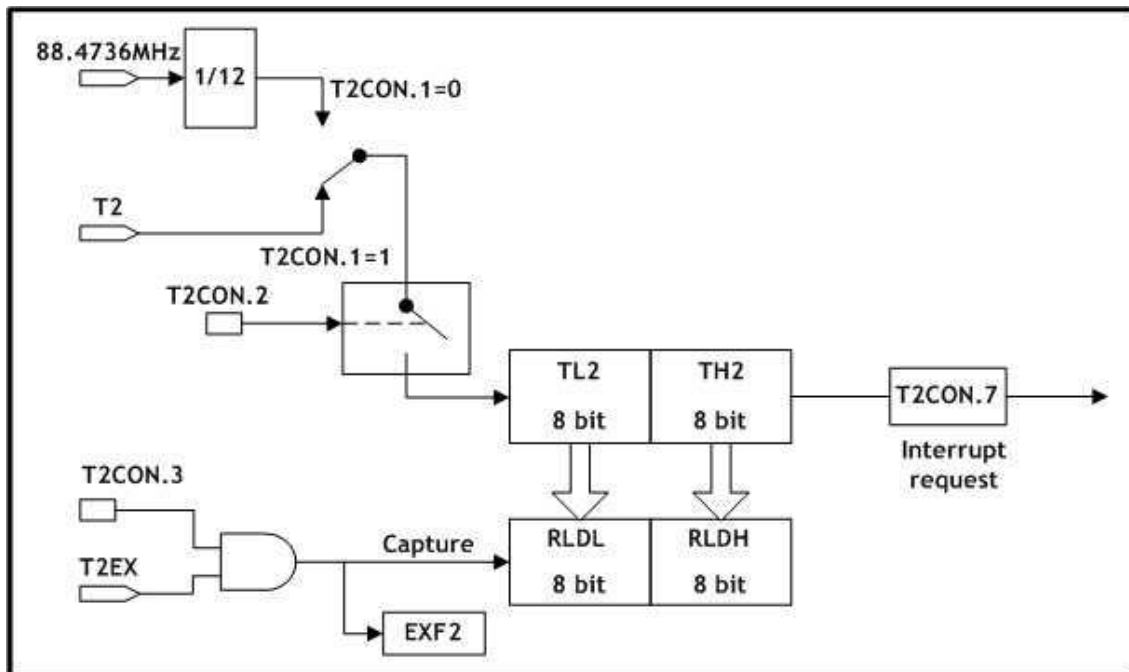 88.4736MHz
1/12
T2CON.1=0
T2
T2CON.1=1
T2CON.2
TL2
8 bit
TH2
8 bit
T2CON.7
Interrupt
request
T2CON.3
T2EX
Capture
RLDL
8 bit
RLDH
8 bit
EXF2